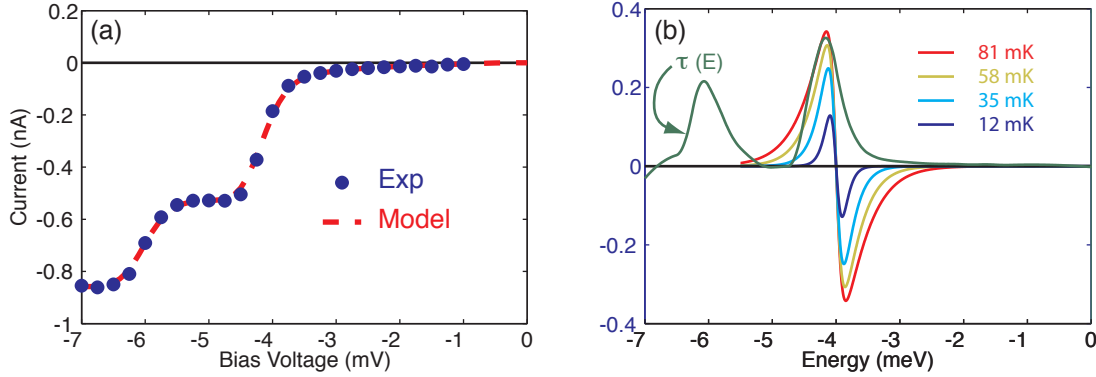 (a)
0.2
0
-0.2
-0.4
-0.6
-0.8
-1
Current (nA)
Exp
Model
-7 -6 -5 -4 -3 -2 -1 0
Bias Voltage (mV)
(b)
0.4
0.2
0
0.2
-0.4
τ (E)
81 mK
58 mK
35 mK
12 mK
-7 -6 -5 -4 -3 -2 -1 0
Energy (meV)